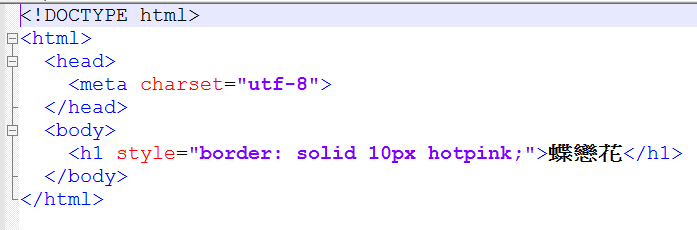 <!DOCTYPE html>
<html>
<head>
<meta charset="utf-8">
</head>
<body>
<h1 style="border: solid 10px hotpink;">蝶戀花</h1>
</body>
</html>